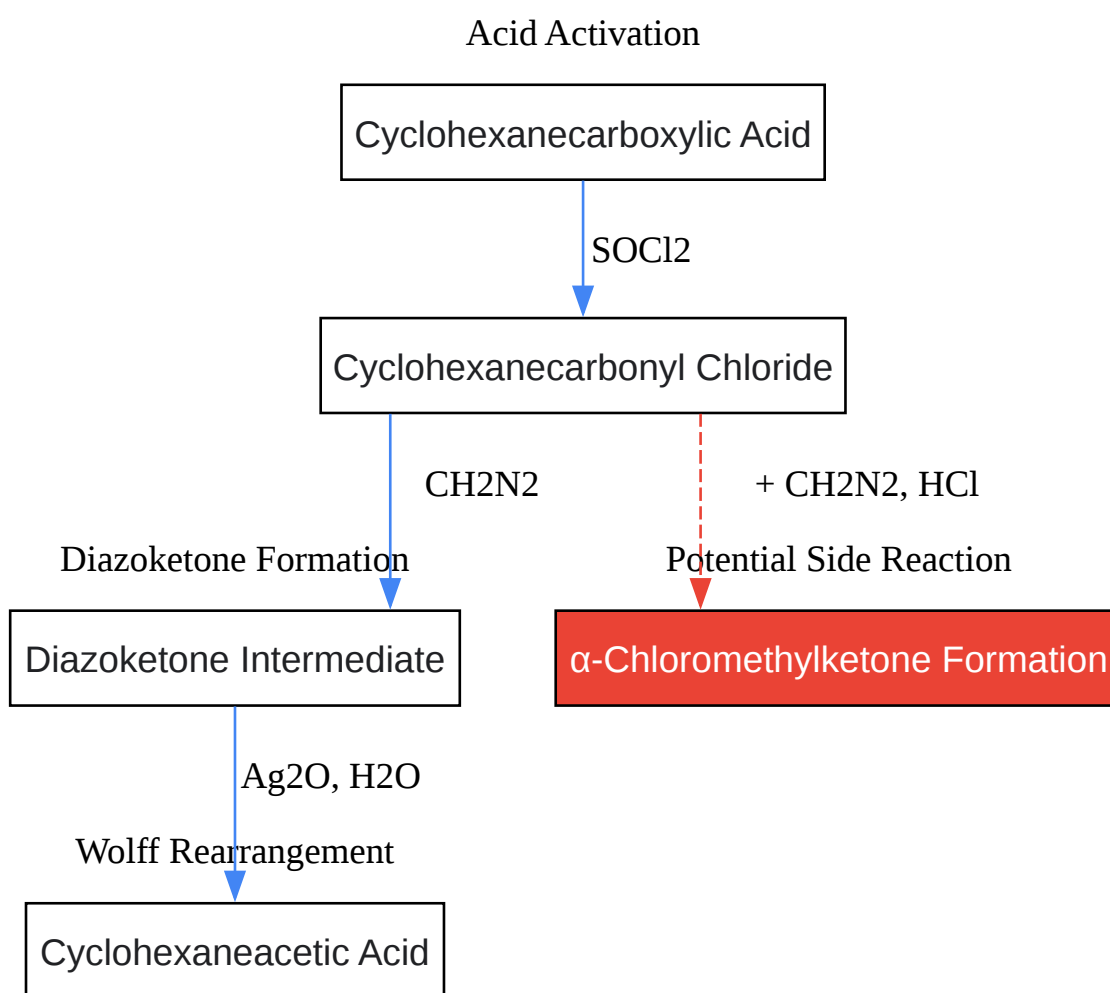 Acid Activation
Cyclohexanecarboxylic Acid
SOCl2
Cyclohexanecarbonyl Chloride
CH2N2
+ CH2N2, HCl
Diazoketone Formation
Potential Side Reaction
Diazoketone Intermediate
α-Chloromethylketone Formation
Ag2O, H2O
Wolff Rearrangement
Cyclohexaneacetic Acid